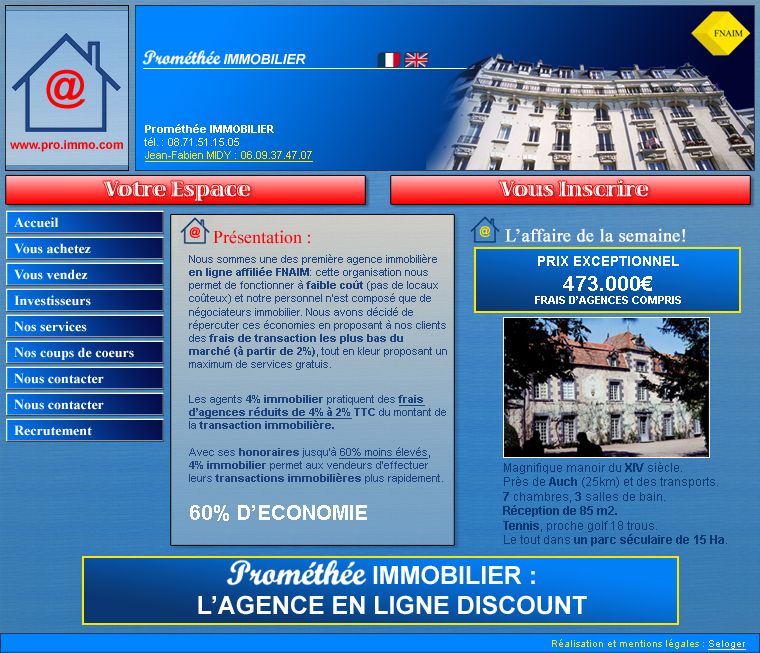 @
www.pro.immo.com
Prométhée IMMOBILIER
FNAIM
Prométhée IMMOBILIER
tél. : 08.71.51.15.05
Jean-Fabien MIDY : 06.09.37.47.07
Votre Espace
Vous Inscrire
Accueil
Vous achetez
Vous vendez
Investisseurs
Nos services
Nos coups de coeurs
Nous contacter
Nous contacter
Recrutement
@ Présentation :
Nous sommes une des première agence immobilière
en ligne affiliée FNAIM: cette organisation nous
permet de fonctionner à faible coût (pas de locaux
coûteux) et notre personnel n'est composé que de
négociateurs immobilier. Nous avons décidé de
répercuter ces économies en proposant à nos clients
des frais de transaction les plus bas du
marché (à partir de 2%), tout en kleur proposant un
maximum de services gratuis.
Les agents 4% immobilier pratiquent des frais
d'agences réduits de 4% à 2% TTC du montant de
la transaction immobilière.
Avec ses honoraires jusqu'à 60% moins élevés,
4% immobilier permet aux vendeurs d'effectuer
leurs transactions immobilières plus rapidement.
60% D'ECONOMIE
@ L'affaire de la semaine!
PRIX EXCEPTIONNEL
473.000€
FRAIS D'AGENCES COMPRIS
Magnifique manoir du XIV siècle.
Près de Auch (25km) et des transports.
7 chambres, 3 salles de bain.
Réception de 85 m2.
Tennis, proche golf 18 trous.
Le tout dans un parc séculaire de 15 Ha.
Prométhée IMMOBILIER :
L'AGENCE EN LIGNE DISCOUNT
Réalisation et mentions légales : Seloger